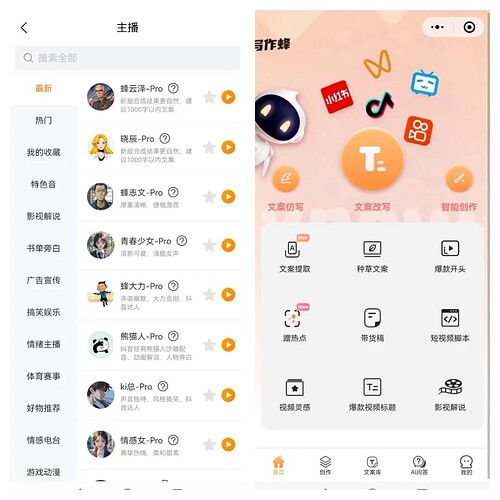 主播
搜索全部
最新
热门
我的收藏
特色音
影视解说
书单旁白
广告宣传
搞笑娱乐
情绪主播
体育赛事
好物推荐
情感电台
游戏动漫
蜂云泽-Pro
新版合成结果更自然，建
议1000字以内文案
晓辰-Pro
新版合成结果更自然，建
议1000字以内文案
蜂志文-Pro
厚重清晰、慷慨激昂
青春少女-Pro
清新可爱，清脆女声
蜂大力-Pro
诙谐幽默、大力金刚，抖
音达人
熊猫人-Pro
抖音经典熊猫人沙雕配
音、动画解说，人物旁白
ki总-Pro
声音独特、风格搞笑，抖
音达人
情感女-Pro
真挚热情，柔和甜美
写作蜂
小红书
文案仿写
文案改写
智能创作
New
文案提取
种草文案
爆款开头
New
蹭热点
带货稿
短视频脚本
视频灵感
爆款视频标题
影视解说
首页
创作
文案库
AI问答
我的